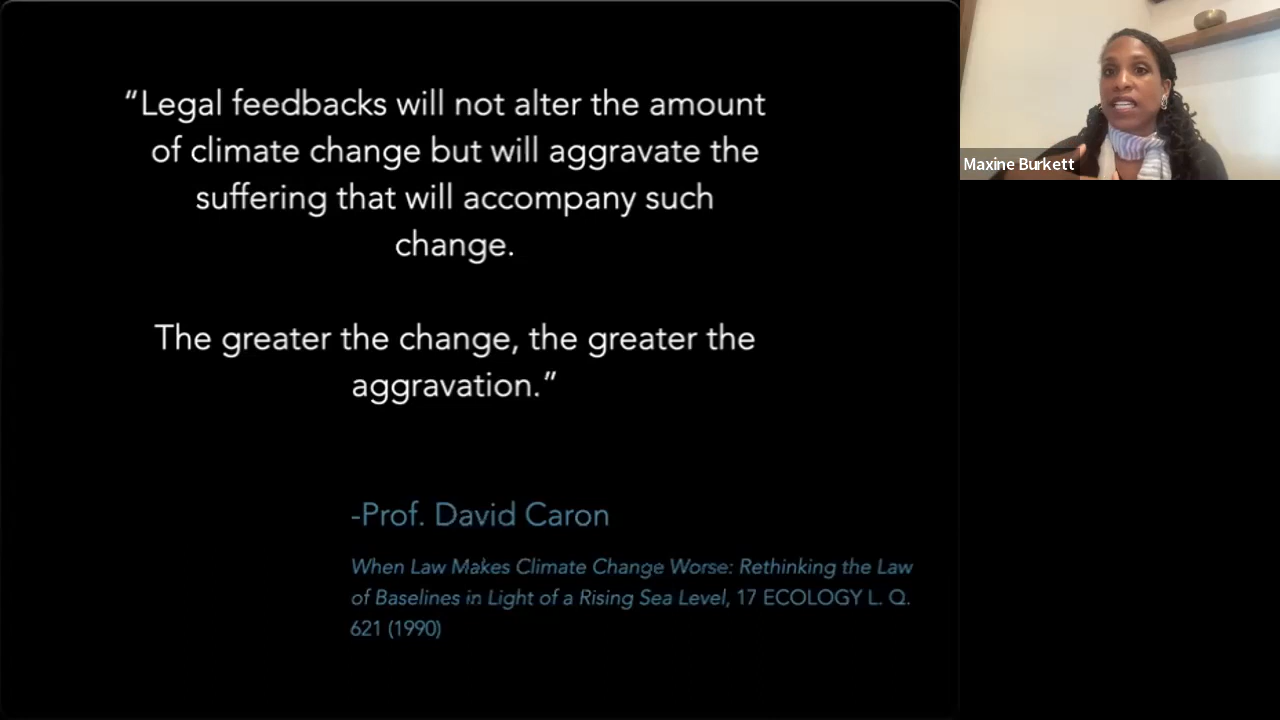 “Legal feedbacks will not alter the amount
of climate change but will aggravate the
suffering that will accompany such
change.
The greater the change, the greater the
aggravation.”
-Prof. David Caron
When Law Makes Climate Change Worse: Rethinking the Law
of Baselines in Light of a Rising Sea Level, 17 ECOLOGY L. Q.
621 (1990)
Maxine Burkett